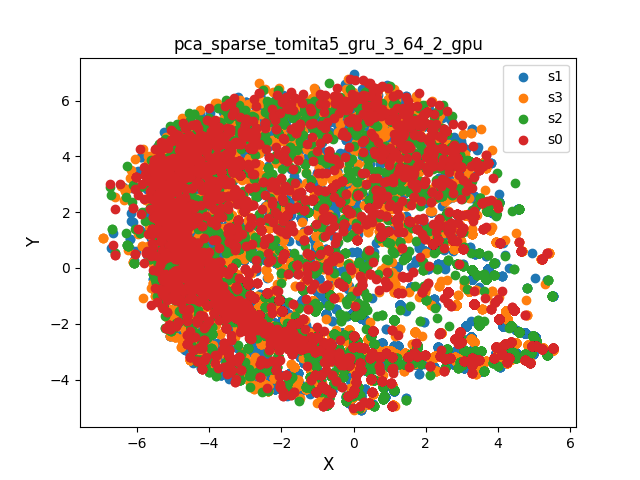 pca_sparse_tomita5_gru_3_64_2_gpu
s1
s3
s2
s0
6
4
2
0
−2
−4
Y
−6
−4
−2
0
2
4
6
X